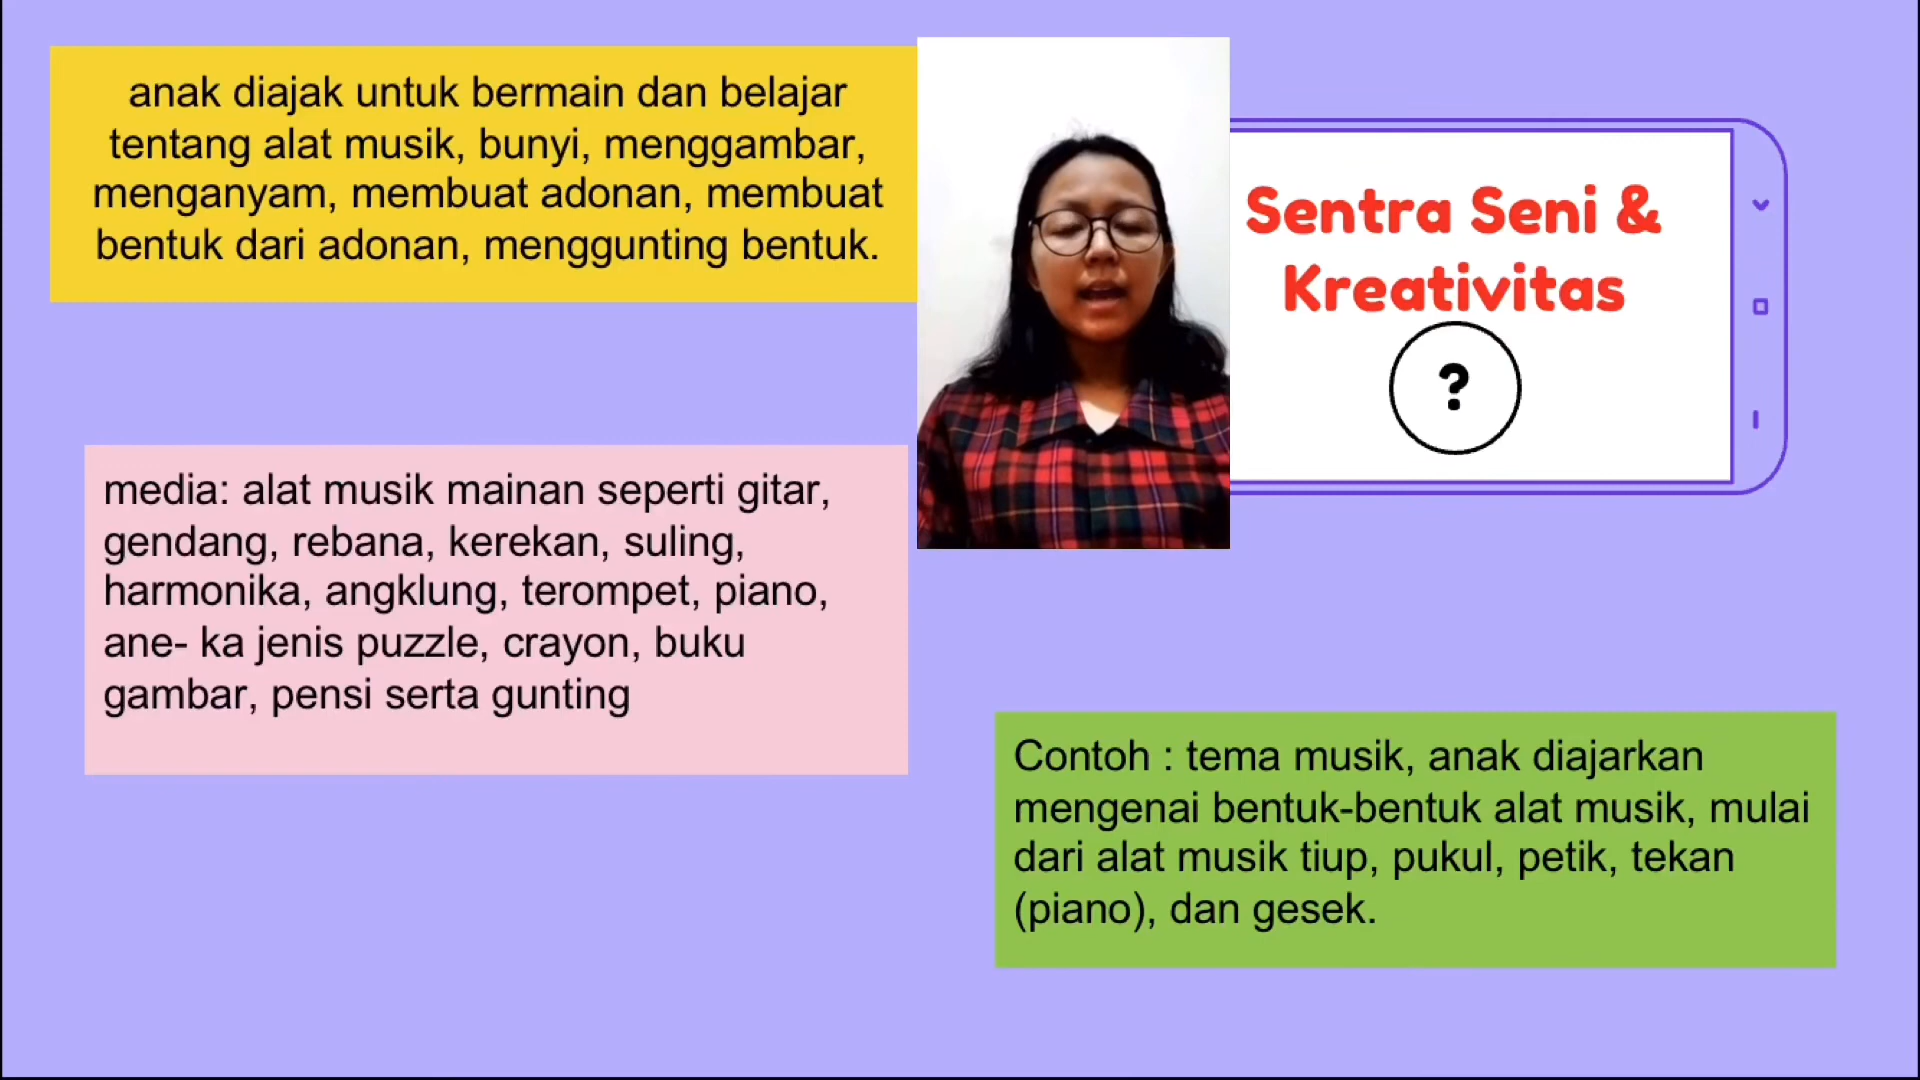 anak diajak untuk bermain dan belajar
tentang alat musik, bunyi, menggambar,
menganyam, membuat adonan, membuat
bentuk dari adonan, menggunting bentuk.
Sentra Seni &
Kreativitas
?
media: alat musik mainan seperti gitar,
gendang, rebana, kerekan, suling,
harmonika, angklung, terompet, piano,
ane- ka jenis puzzle, crayon, buku
gambar, pensi serta gunting
Contoh : tema musik, anak diajarkan
mengenai bentuk-bentuk alat musik, mulai
dari alat musik tiup, pukul, petik, tekan
(piano), dan gesek.